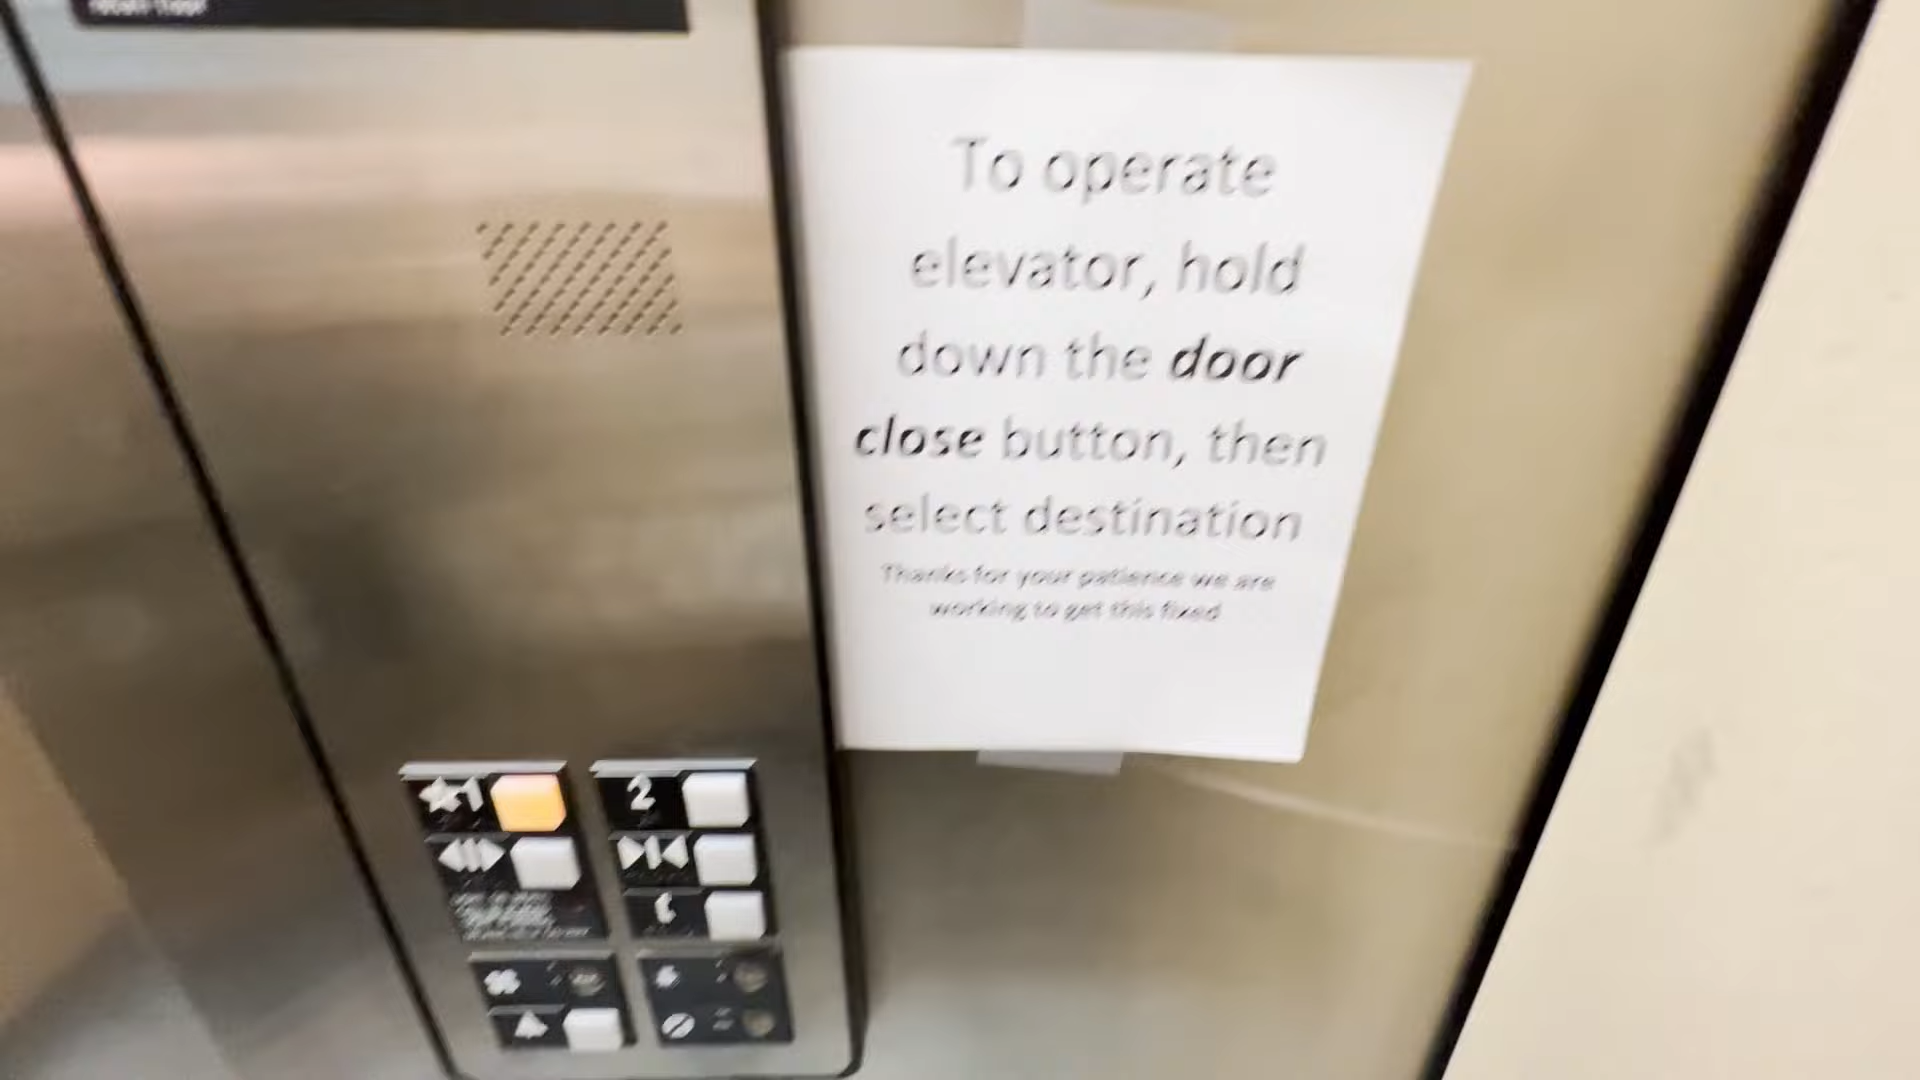 To operate
elevator, hold
down the door
close button, then
select destination
Thanks for your patience we are
working to get this fixed
★1
2